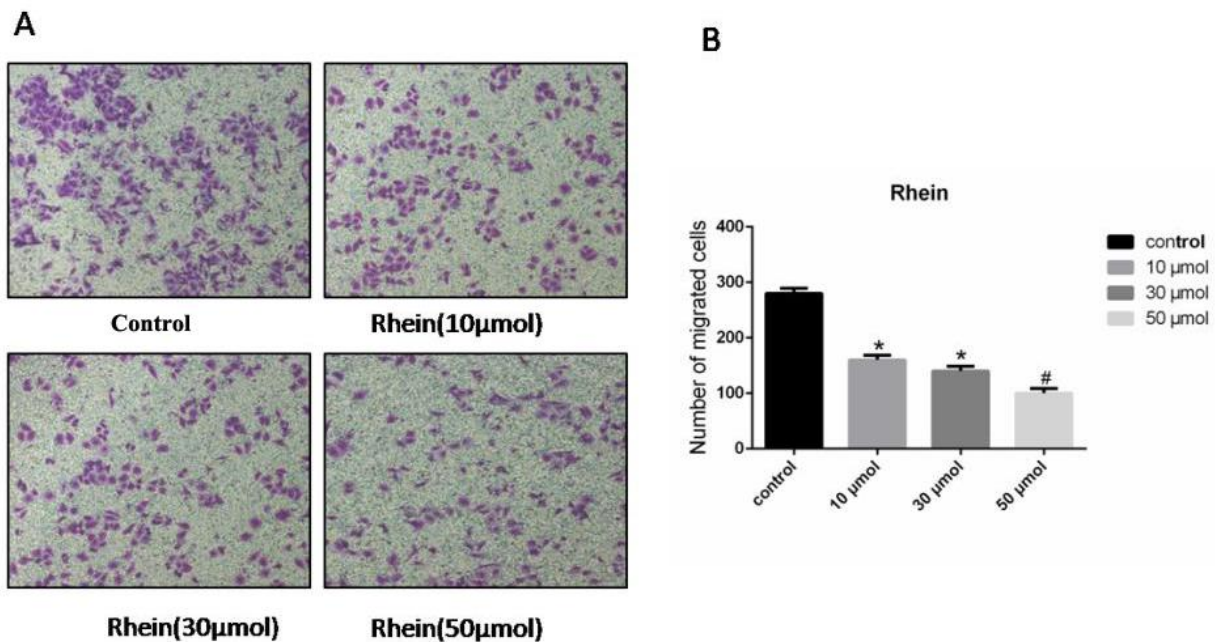 A
Control
Rhein(10μmol)
Rhein(30μmol)
Rhein(50μmol)
B
Rhein
Number of migrated cells
400
300
200
100
0
*
*
#
control
10 μmol
30 μmol
50 μmol
control
10 μmol
30 μmol
50 μmol